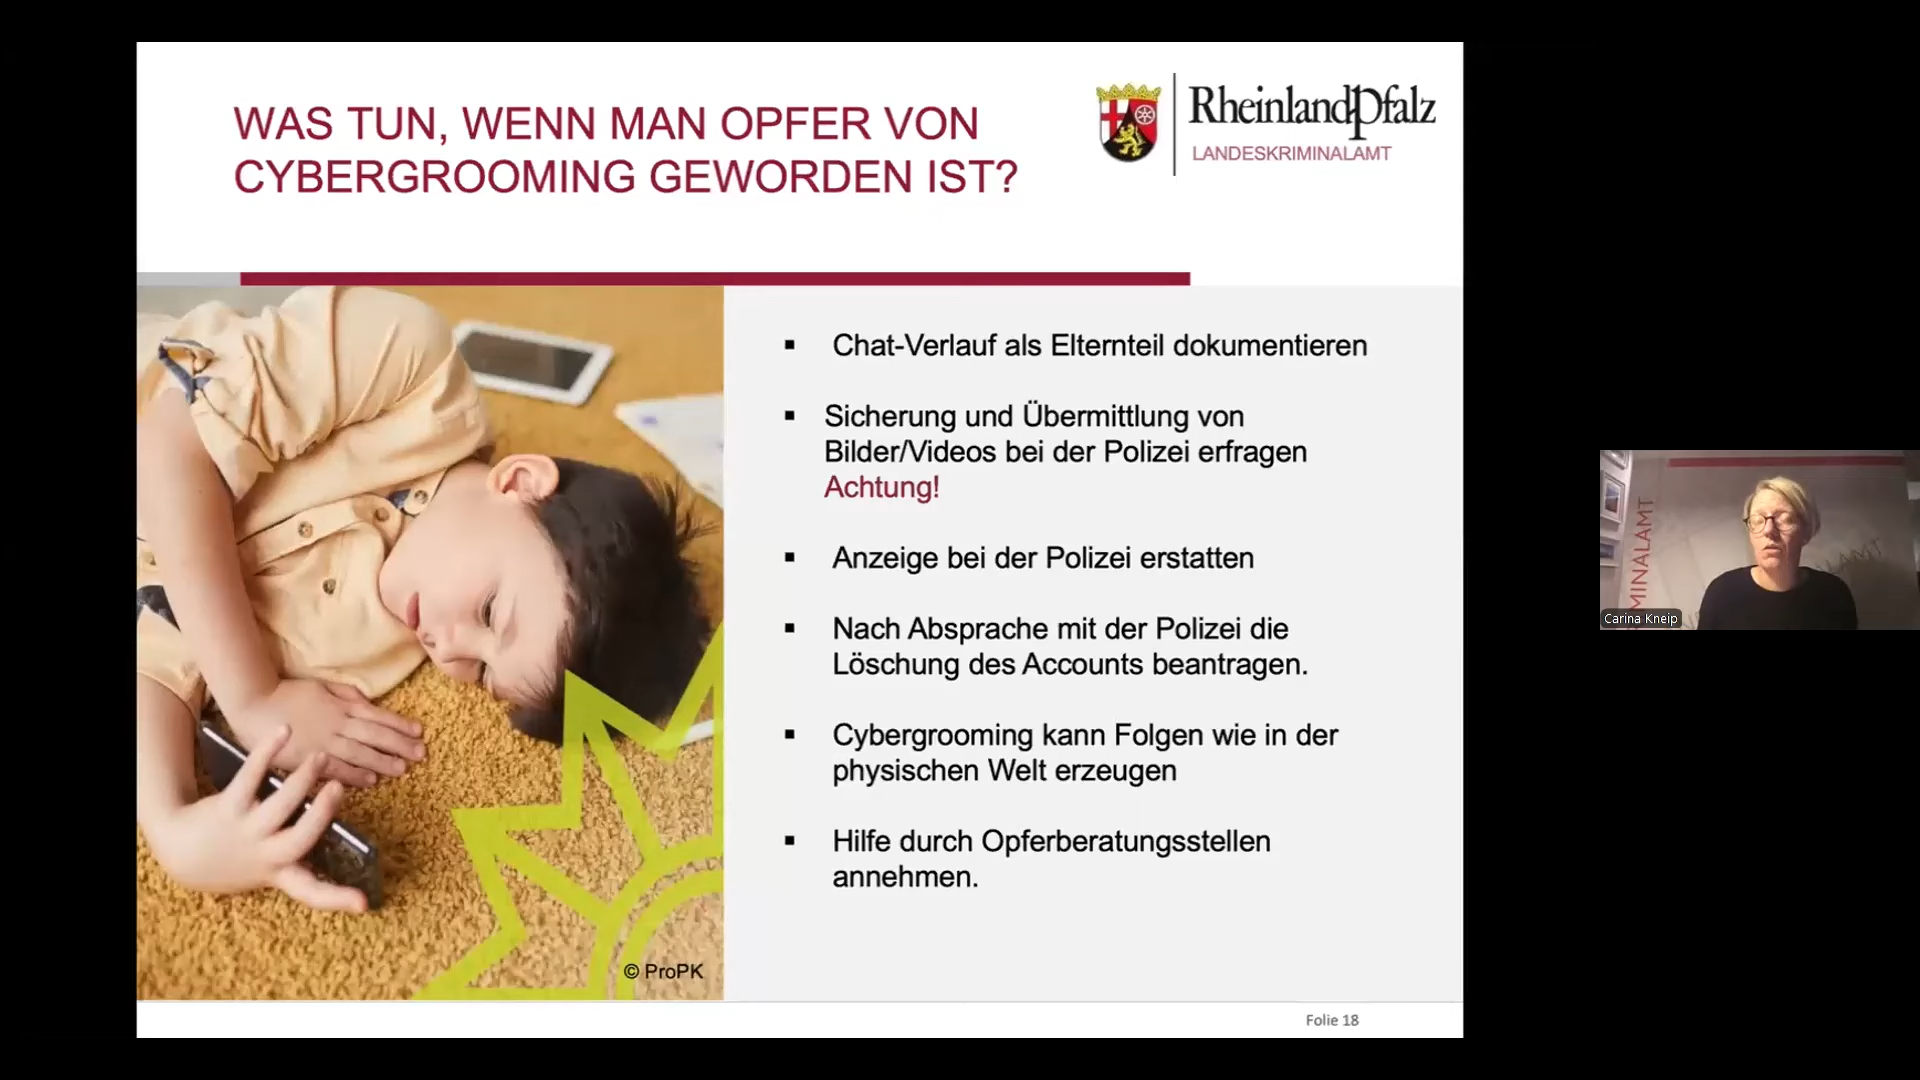 WAS TUN, WENN MAN OPFER VON
CYBERGROOMING GEWORDEN IST?
RheinlandPfalz
LANDESKRIMINALAMT
▪ Chat-Verlauf als Elternteil dokumentieren
▪ Sicherung und Übermittlung von
Bilder/Videos bei der Polizei erfragen
Achtung!
▪ Anzeige bei der Polizei erstatten
▪ Nach Absprache mit der Polizei die
Löschung des Accounts beantragen.
▪ Cybergrooming kann Folgen wie in der
physischen Welt erzeugen
▪ Hilfe durch Opferberatungsstellen
annehmen.
© ProPK
Folie 18
MINALAMT
Carina Kneip